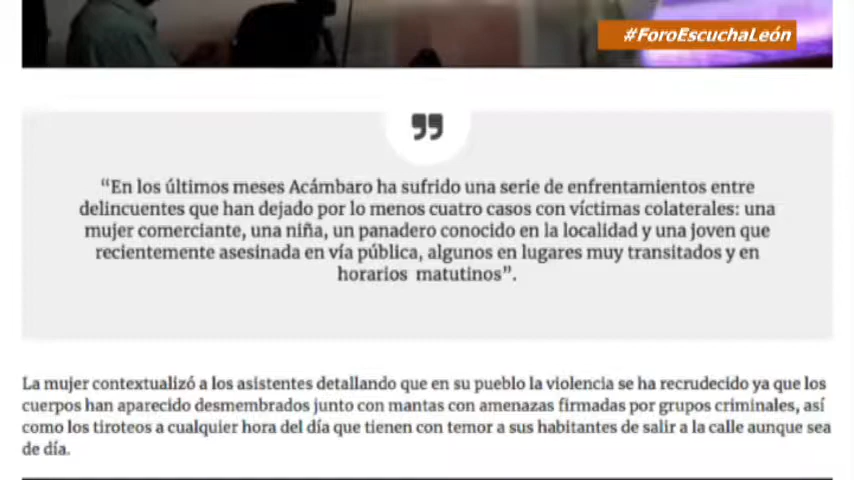 #ForoEscuchaLeón
“En los últimos meses Acámbaro ha sufrido una serie de enfrentamientos entre
delincuentes que han dejado por lo menos cuatro casos con víctimas colaterales: una
mujer comerciante, una niña, un panadero conocido en la localidad y una joven que
recientemente asesinada en vía pública, algunos en lugares muy transitados y en
horarios matutinos”.
La mujer contextualizó a los asistentes detallando que en su pueblo la violencia se ha recrudecido ya que los
cuerpos han aparecido desmembrados junto con mantas con amenazas firmadas por grupos criminales, así
como los tiroteos a cualquier hora del día que tienen con temor a sus habitantes de salir a la calle aunque sea
de día.